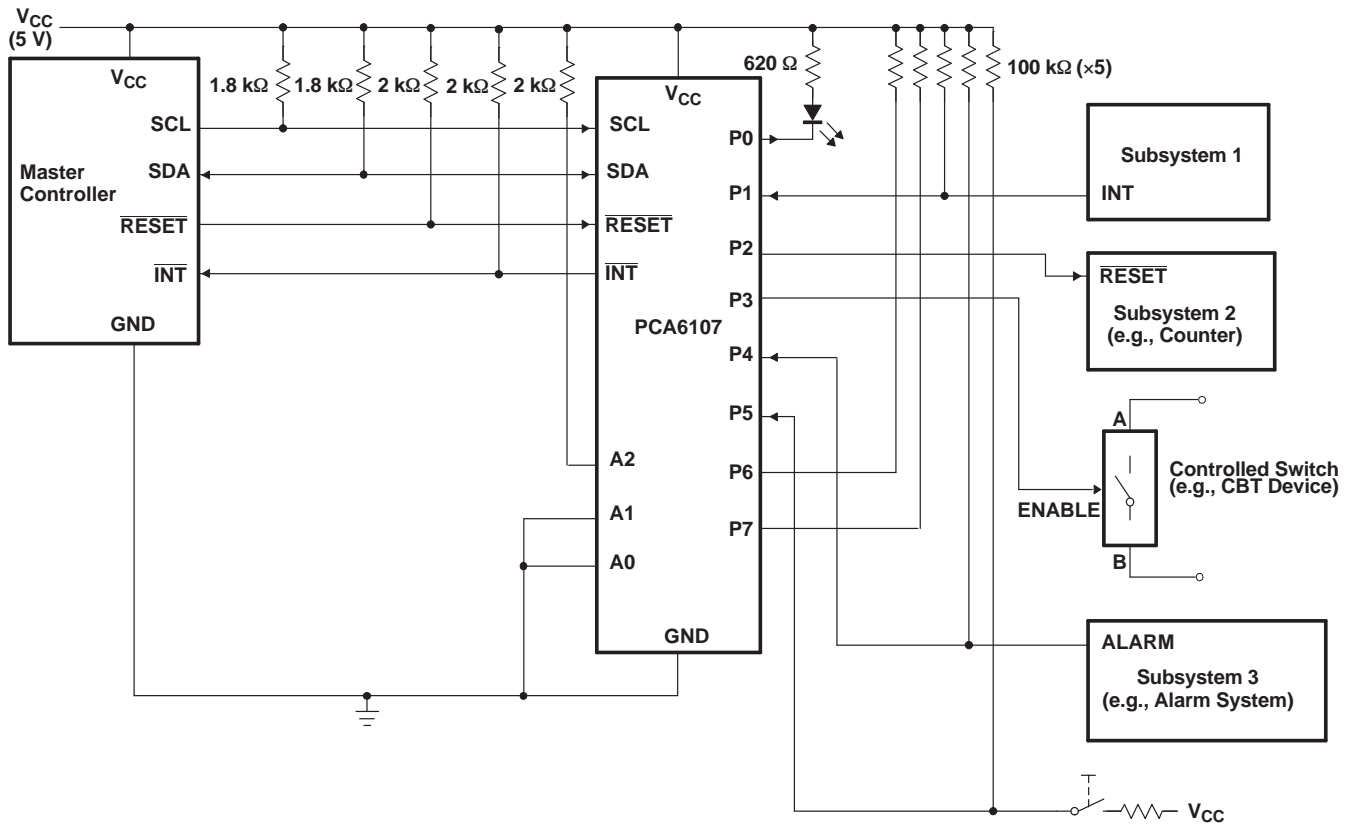 VCC
(5 V)
VCC
SCL
SDA
Master
Controller
RESET
INT
GND
1.8 kΩ
1.8 kΩ
2 kΩ
2 kΩ
2 kΩ
VCC
SCL
SDA
RESET
INT
PCA6107
A2
A1
A0
GND
P0
P1
P2
P3
P4
P5
P6
P7
620 Ω
100 kΩ (×5)
Subsystem 1
INT
RESET
Subsystem 2
(e.g., Counter)
A
Controlled Switch
(e.g., CBT Device)
ENABLE
B
ALARM
Subsystem 3
(e.g., Alarm System)
VCC